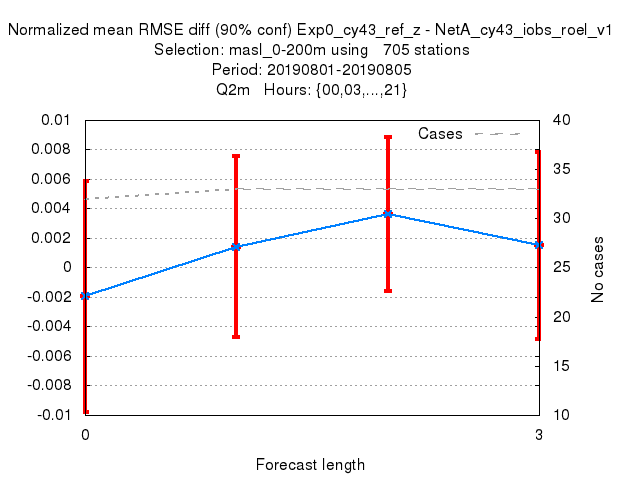 Normalized mean RMSE diff (90% conf) Exp0_cy43_ref_z - NetA_cy43_iobs_roel_v1
Selection: masl_0-200m using   705 stations
Period: 20190801-20190805
Q2m   Hours: {00,03,...,21}
0.01
0.008
0.006
0.004
0.002
0
-0.002
-0.004
-0.006
-0.008
-0.01
Cases
40
35
30
25
20
15
10
No cases
0
3
Forecast length